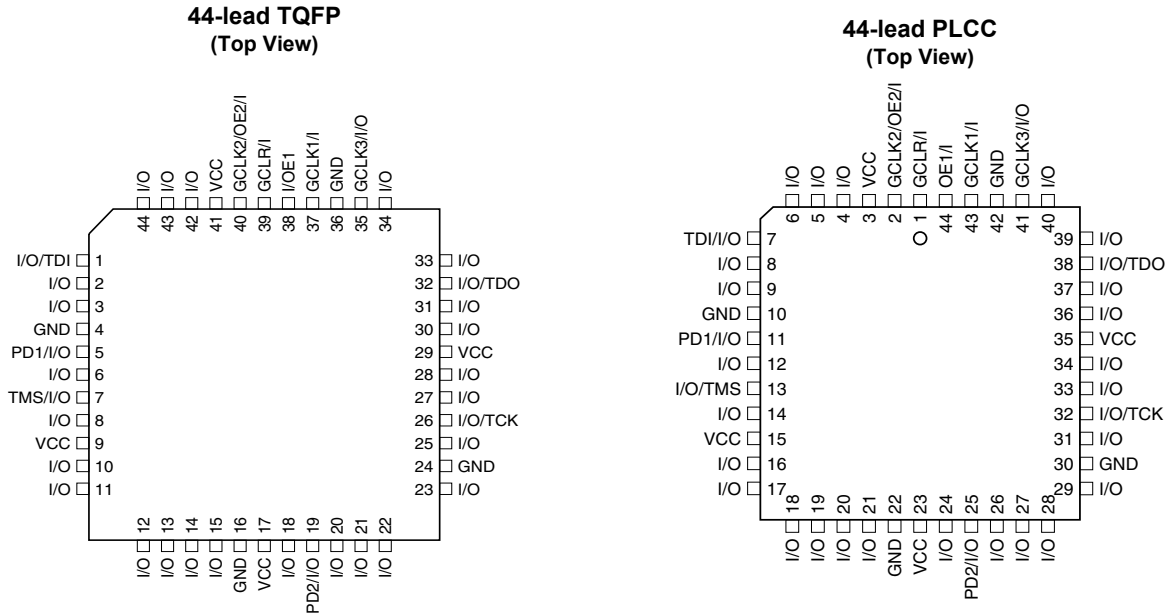 44-lead TQFP
(Top View)
I/O
I/O
I/O
VCC
GCLK2/OE2/I
GCLR/I
I/OE1
GCLK1/I
GND
GCLK3/I/O
I/O
44
43
42
41
40
39
38
37
36
35
34
I/O/TDI 1
I/O 2
I/O 3
GND 4
PD1/I/O 5
I/O 6
TMS/I/O 7
I/O 8
VCC 9
I/O 10
I/O 11
33 I/O
32 I/O/TDO
31 I/O
30 I/O
29 VCC
28 I/O
27 I/O
26 I/O/TCK
25 I/O
24 GND
23 I/O
12
13
14
15
16
17
18
19
20
21
22
I/O
I/O
I/O
I/O
GND
VCC
I/O
PD2/I/O
I/O
I/O
I/O
44-lead PLCC
(Top View)
I/O
I/O
I/O
VCC
GCLK2/OE2/I
GCLR/I
OE1/I
GCLK1/I
GND
GCLK3/I/O
I/O
6
5
4
3
2
1
44
43
42
41
40
TDI/I/O 7
I/O 8
I/O 9
GND 10
PD1/I/O 11
I/O 12
I/O/TMS 13
I/O 14
VCC 15
I/O 16
I/O 17
39 I/O
38 I/O/TDO
37 I/O
36 I/O
35 VCC
34 I/O
33 I/O
32 I/O/TCK
31 I/O
30 GND
29 I/O
18
19
20
21
22
23
24
25
26
27
28
I/O
I/O
I/O
I/O
GND
VCC
I/O
PD2/I/O
I/O
I/O
I/O